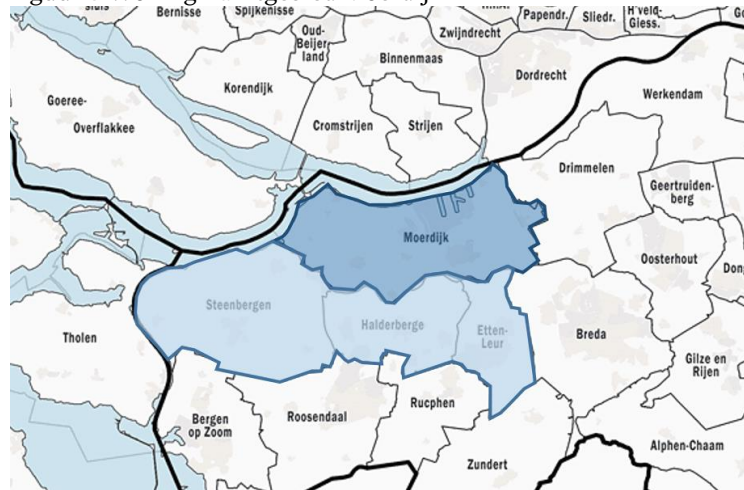 Bernisse
Spijkenisse
Oud-
Beijer
land
Zwijndrecht
Papendr.
Sliedr.
H'veld-
Giess.
Binnenmaas
Korendijk
Dordrecht
Werkendam
Goeree-
Overflakkee
Cromstrijen
Strijen
Drimmelen
Geertruiden-
berg
Moerdijk
Oosterhout
Steenbergen
Halderberge
Etten-
Leur
Breda
Tholen
Gilze en
Rijen
Bergen
op Zoom
Roosendaal
Rucphen
Alphen-Chaam
Zundert